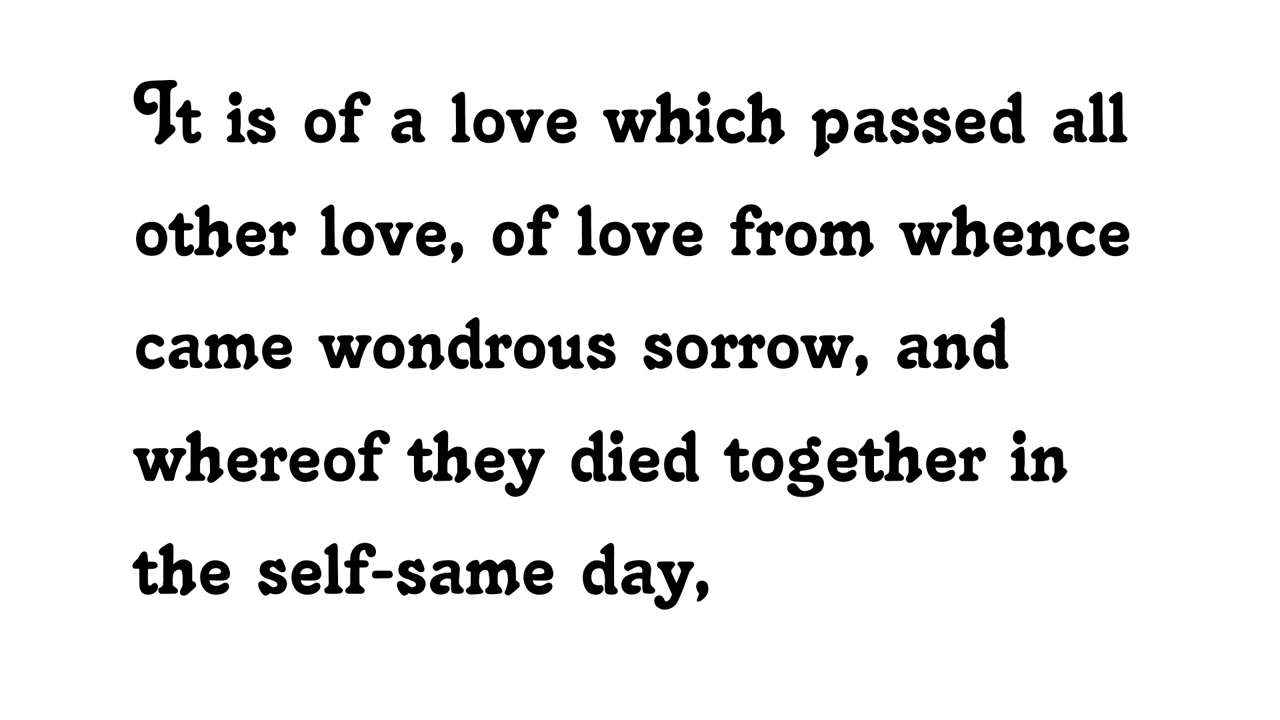 It is of a love which passed all
other love, of love from whence
came wondrous sorrow, and
whereof they died together in
the self-same day,